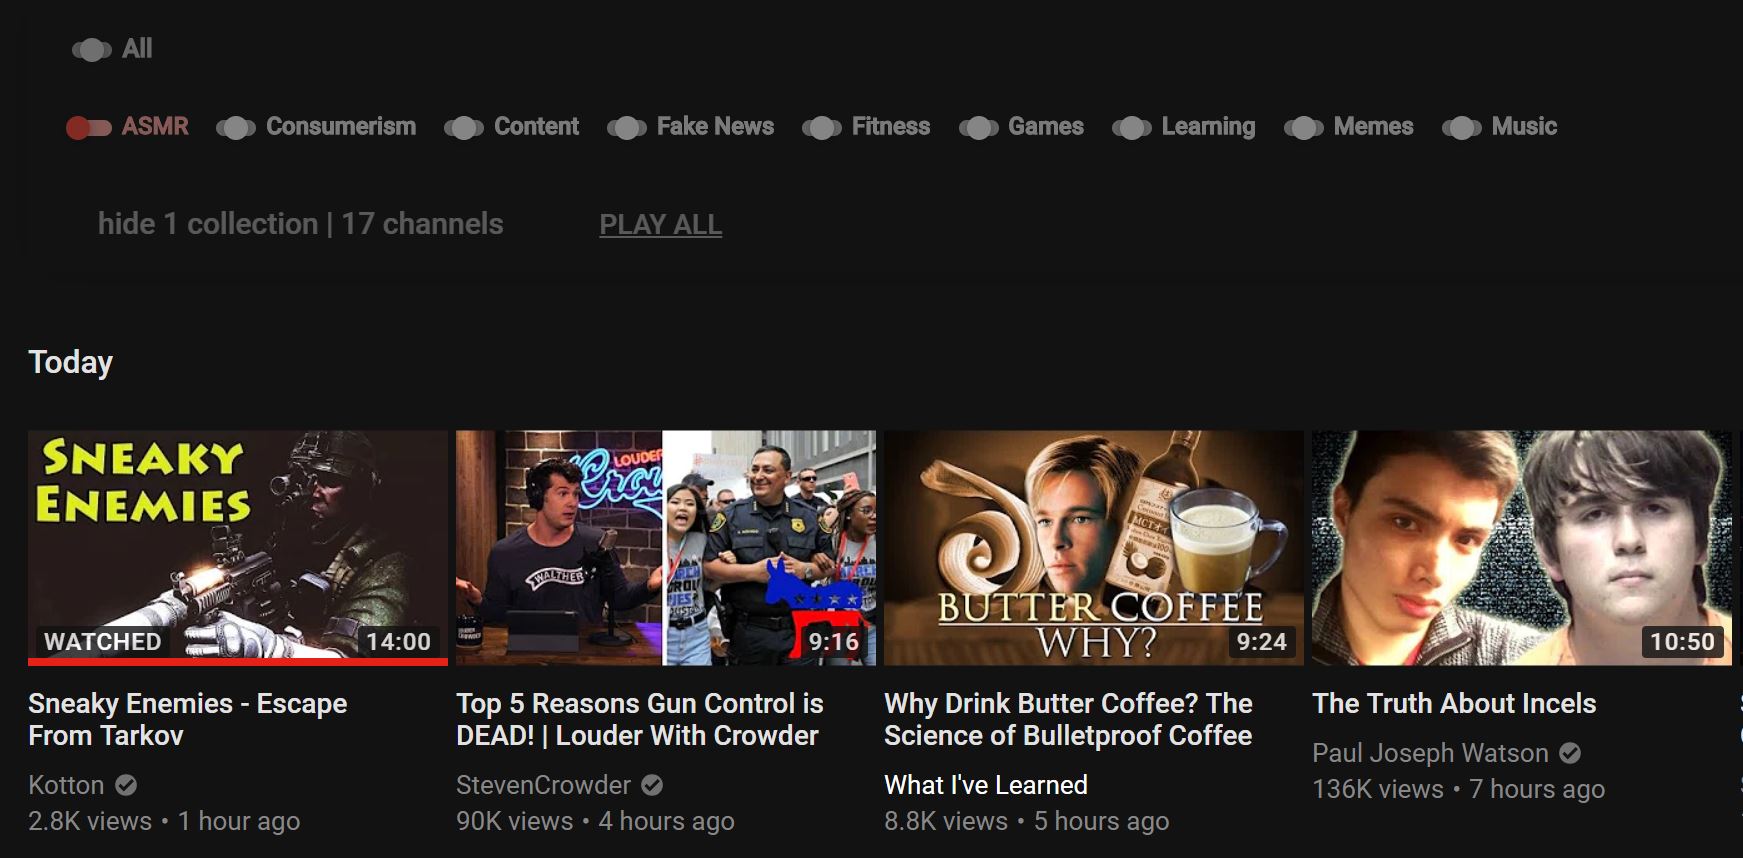 All
ASMR Consumerism Content Fake News Fitness Games Learning Memes Music
hide 1 collection | 17 channels PLAY ALL
Today
SNEAKY
ENEMIES
WATCHED
14:00
LOUDER
WALTHER
9:16
MCT
BUTTER COFFEE
WHY?
9:24
10:50
Sneaky Enemies - Escape
From Tarkov
Kotton
2.8K views • 1 hour ago
Top 5 Reasons Gun Control is
DEAD! | Louder With Crowder
StevenCrowder
90K views • 4 hours ago
Why Drink Butter Coffee? The
Science of Bulletproof Coffee
What I've Learned
8.8K views • 5 hours ago
The Truth About Incels
Paul Joseph Watson
136K views • 7 hours ago